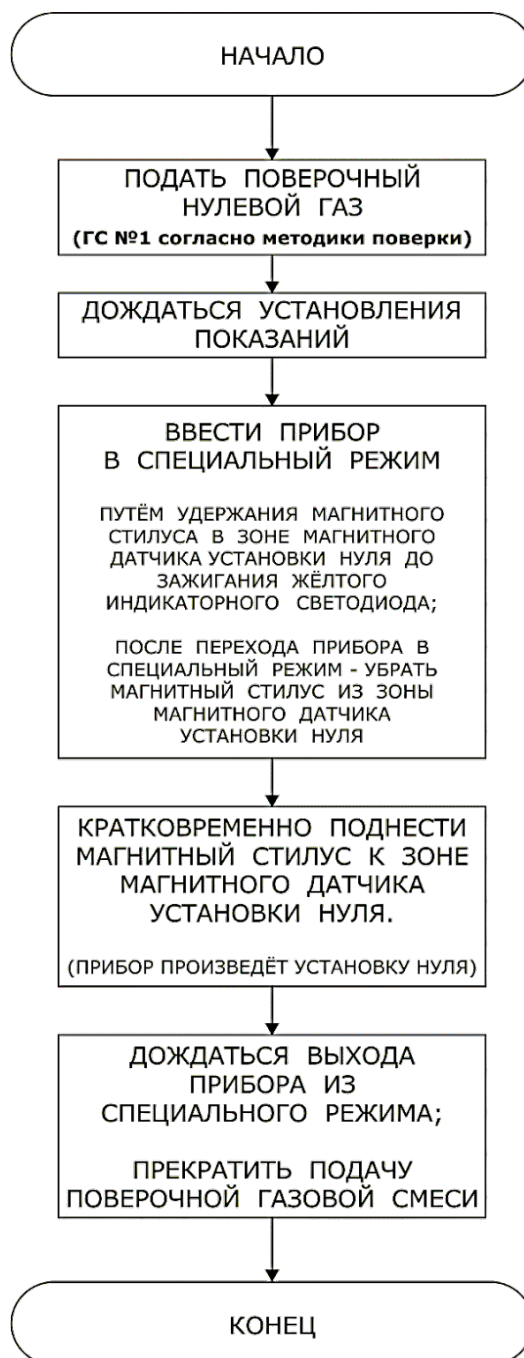 НАЧАЛО
ПОДАТЬ ПОВЕРОЧНЫЙ
НУЛЕВОЙ ГАЗ
(ГС №1 согласно методики поверки)
ДОЖДАТЬСЯ УСТАНОВЛЕНИЯ
ПОКАЗАНИЙ
ВВЕСТИ ПРИБОР
В СПЕЦИАЛЬНЫЙ РЕЖИМ
ПУТЁМ УДЕРЖАНИЯ МАГНИТНОГО
СТИЛУСА В ЗОНЕ МАГНИТНОГО
ДАТЧИКА УСТАНОВКИ НУЛЯ ДО
ЗАЖИГАНИЯ ЖЁЛТОГО
ИНДИКАТОРНОГО СВЕТОДИОДА;
ПОСЛЕ ПЕРЕХОДА ПРИБОРА В
СПЕЦИАЛЬНЫЙ РЕЖИМ - УБРАТЬ
МАГНИТНЫЙ СТИЛУС ИЗ ЗОНЫ
МАГНИТНОГО ДАТЧИКА
УСТАНОВКИ НУЛЯ
КРАТКОВРЕМЕННО ПОДНЕСТИ
МАГНИТНЫЙ СТИЛУС К ЗОНЕ
МАГНИТНОГО ДАТЧИКА
УСТАНОВКИ НУЛЯ.
(ПРИБОР ПРОИЗВЕДЁТ УСТАНОВКУ НУЛЯ)
ДОЖДАТЬСЯ ВЫХОДА
ПРИБОРА ИЗ
СПЕЦИАЛЬНОГО РЕЖИМА;
ПРЕКРАТИТЬ ПОДАЧУ
ПОВЕРОЧНОЙ ГАЗОВОЙ СМЕСИ
КОНЕЦ